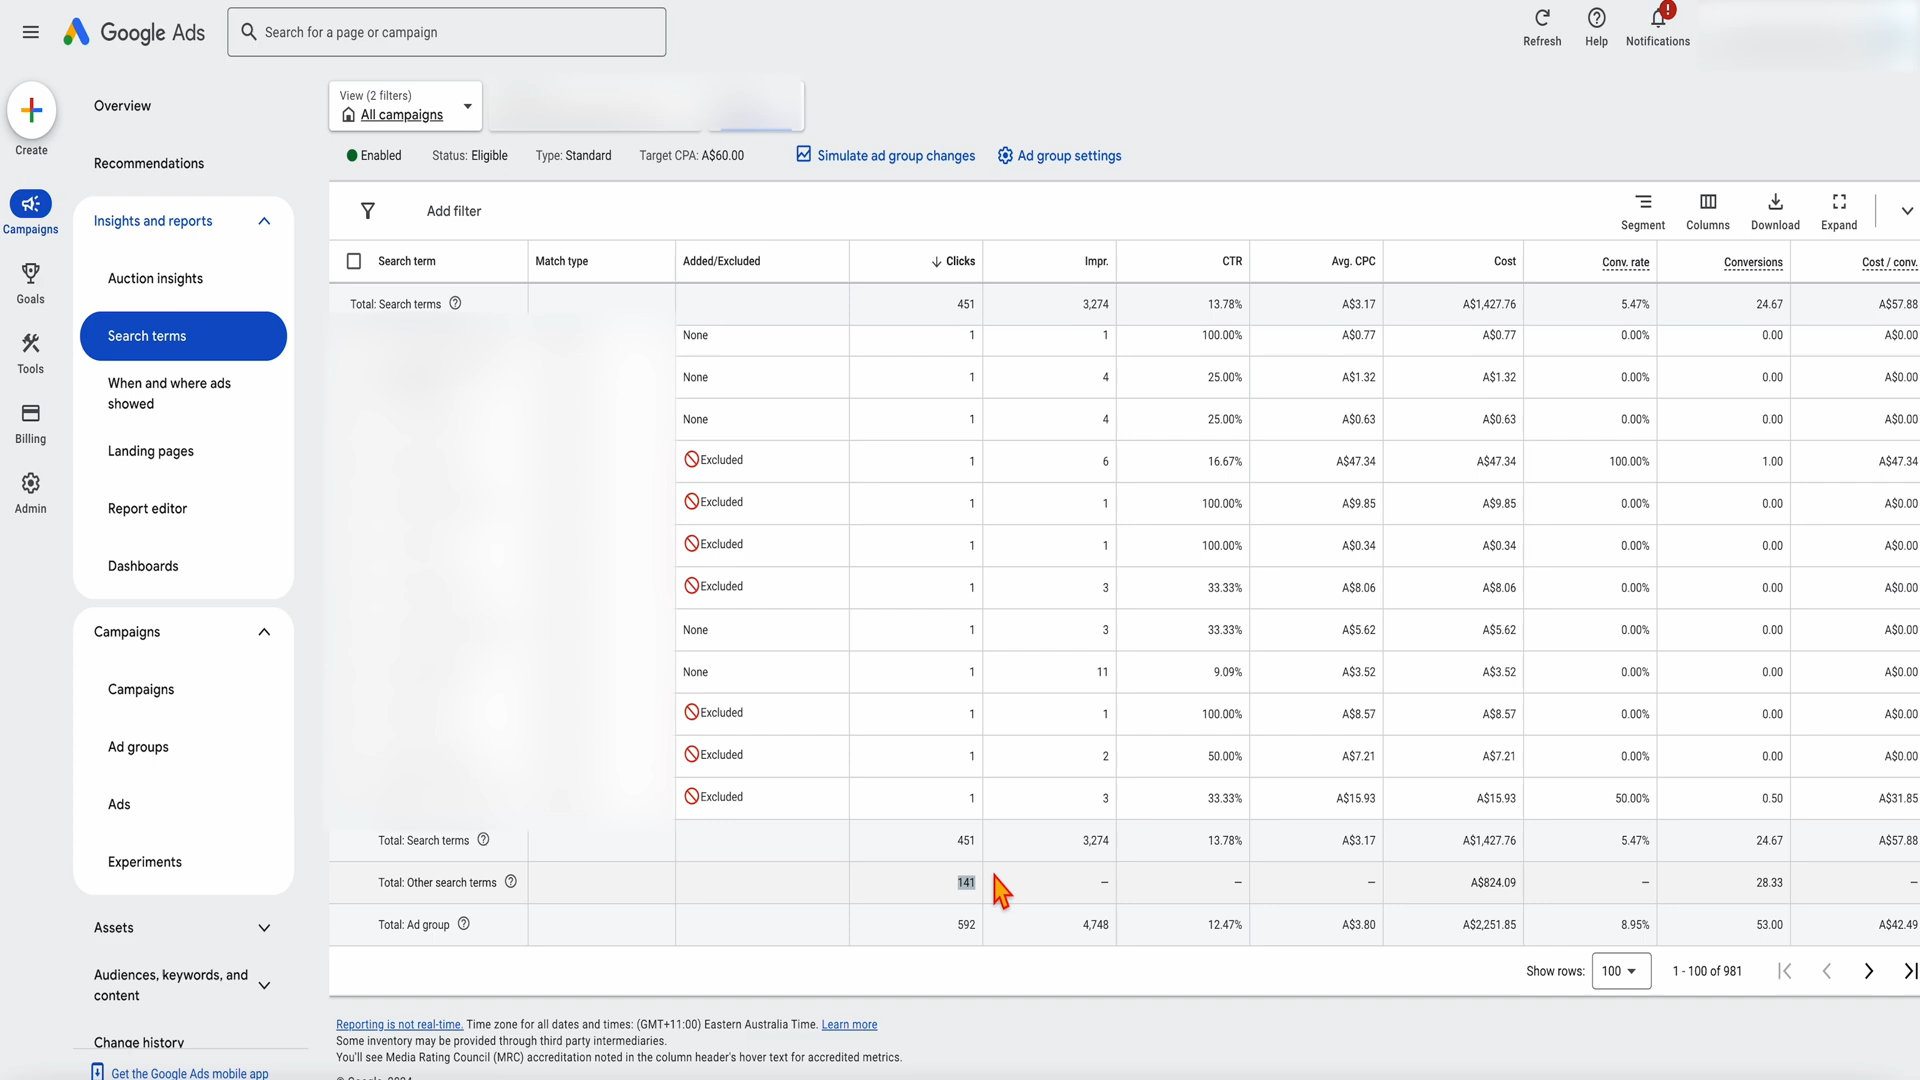 Google Ads
Search for a page or campaign
Refresh
Help
!
Notifications
Create
Campaigns
Goals
Tools
Billing
Admin
Overview
Recommendations
Insights and reports
Auction insights
Search terms
When and where ads
showed
Landing pages
Report editor
Dashboards
Campaigns
Campaigns
Ad groups
Ads
Experiments
Assets
Audiences, keywords, and
content
Change history
Get the Google Ads mobile app
View (2 filters)
All campaigns
Enabled Status: Eligible Type: Standard Target CPA: A$60.00 Simulate ad group changes Ad group settings
Add filter
Segment Columns Download Expand
Search term Match type Added/Excluded Clicks Impr. CTR Avg. CPC Cost Conv. rate Conversions Cost / conv.
Total: Search terms 451 3,274 13.78% A$3.17 A$1,427.76 5.47% 24.67 A$57.88
None 1 1 100.00% A$0.77 A$0.77 0.00% 0.00 A$0.00
None 1 4 25.00% A$1.32 A$1.32 0.00% 0.00 A$0.00
None 1 4 25.00% A$0.63 A$0.63 0.00% 0.00 A$0.00
Excluded 1 6 16.67% A$47.34 A$47.34 100.00% 1.00 A$47.34
Excluded 1 1 100.00% A$9.85 A$9.85 0.00% 0.00 A$0.00
Excluded 1 1 100.00% A$0.34 A$0.34 0.00% 0.00 A$0.00
Excluded 1 3 33.33% A$8.06 A$8.06 0.00% 0.00 A$0.00
None 1 3 33.33% A$5.62 A$5.62 0.00% 0.00 A$0.00
None 1 11 9.09% A$3.52 A$3.52 0.00% 0.00 A$0.00
Excluded 1 1 100.00% A$8.57 A$8.57 0.00% 0.00 A$0.00
Excluded 1 2 50.00% A$7.21 A$7.21 0.00% 0.00 A$0.00
Excluded 1 3 33.33% A$15.93 A$15.93 50.00% 0.50 A$31.85
Total: Search terms 451 3,274 13.78% A$3.17 A$1,427.76 5.47% 24.67 A$57.88
Total: Other search terms 141 – – – A$824.09 – 28.33 –
Total: Ad group 592 4,748 12.47% A$3.80 A$2,251.85 8.95% 53.00 A$42.49
Show rows: 100 1 - 100 of 981
Reporting is not real-time. Time zone for all dates and times: (GMT+11:00) Eastern Australia Time. Learn more
Some inventory may be provided through third party intermediaries.
You'll see Media Rating Council (MRC) accreditation noted in the column header's hover text for accredited metrics.